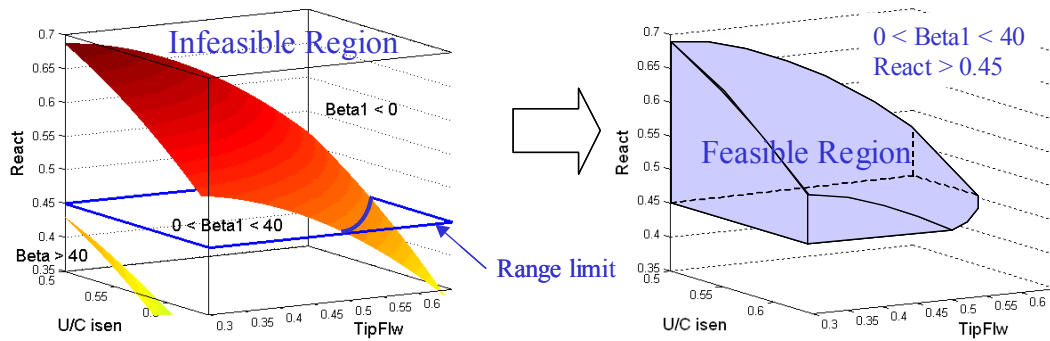 Infeasible Region
0.7
0.65
0.6
0.55
0.5
0.45
0.4
0.35
React
Beta1 < 0
0 < Beta1 < 40
Beta > 40
Range limit
0.5
0.55
U/C isen
0.3
0.35
0.4
0.45
0.5
0.55
0.6
TipFlw
0 < Beta1 < 40
React > 0.45
Feasible Region
0.7
0.65
0.6
0.55
0.5
0.45
0.4
0.35
React
0.5
0.55
0.6
U/C isen
0.3
0.35
0.4
0.45
0.5
0.55
0.6
TipFlw